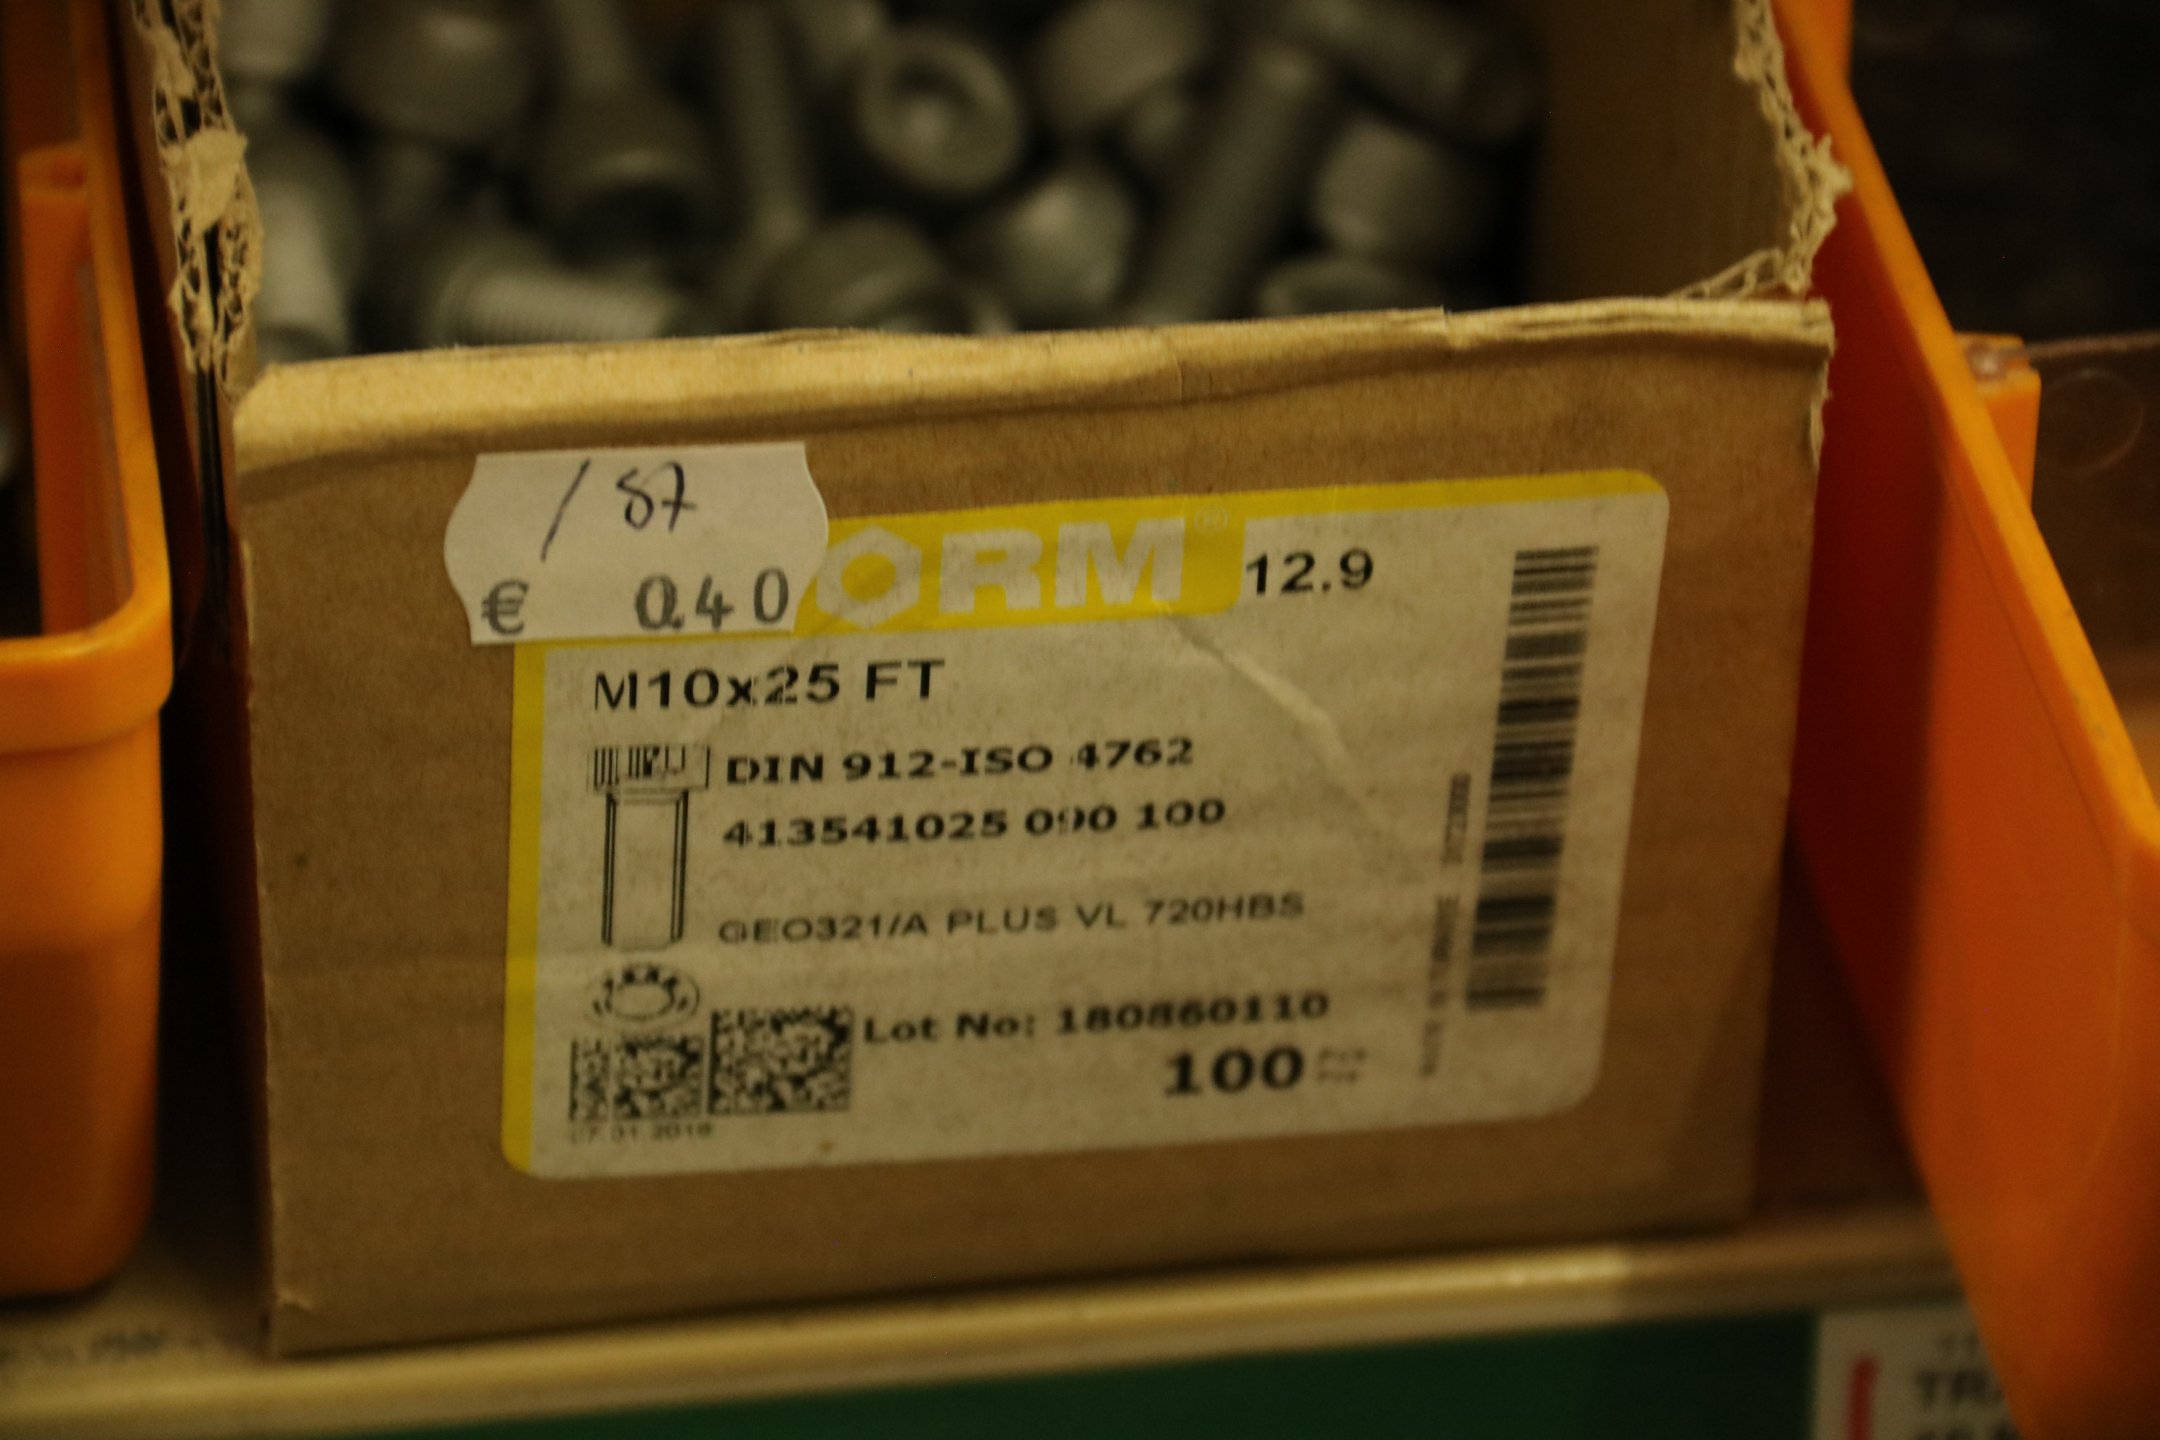 / 87
€ 0.40
ORM®
12.9
M10x25 FT
DIN 912-ISO 4762
413541025 090 100
GEO321/A PLUS VL 720HBS
Lot No: 180860110
100